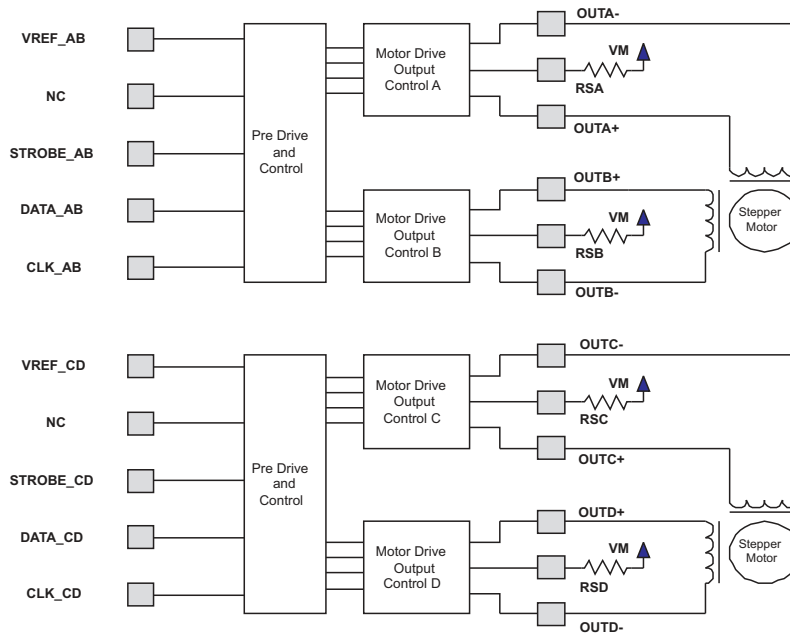 OUTA-
VREF_AB
VM
Motor Drive
Output
Control A
NC
RSA
OUTA+
Pre Drive
and
Control
STROBE_AB
OUTB+
DATA_AB
VM
Motor Drive
Output
Control B
Stepper
Motor
RSB
CLK_AB
OUTB-
OUTC-
VREF_CD
VM
Motor Drive
Output
Control C
NC
RSC
OUTC+
Pre Drive
and
Control
STROBE_CD
OUTD+
DATA_CD
VM
Motor Drive
Output
Control D
Stepper
Motor
RSD
CLK_CD
OUTD-